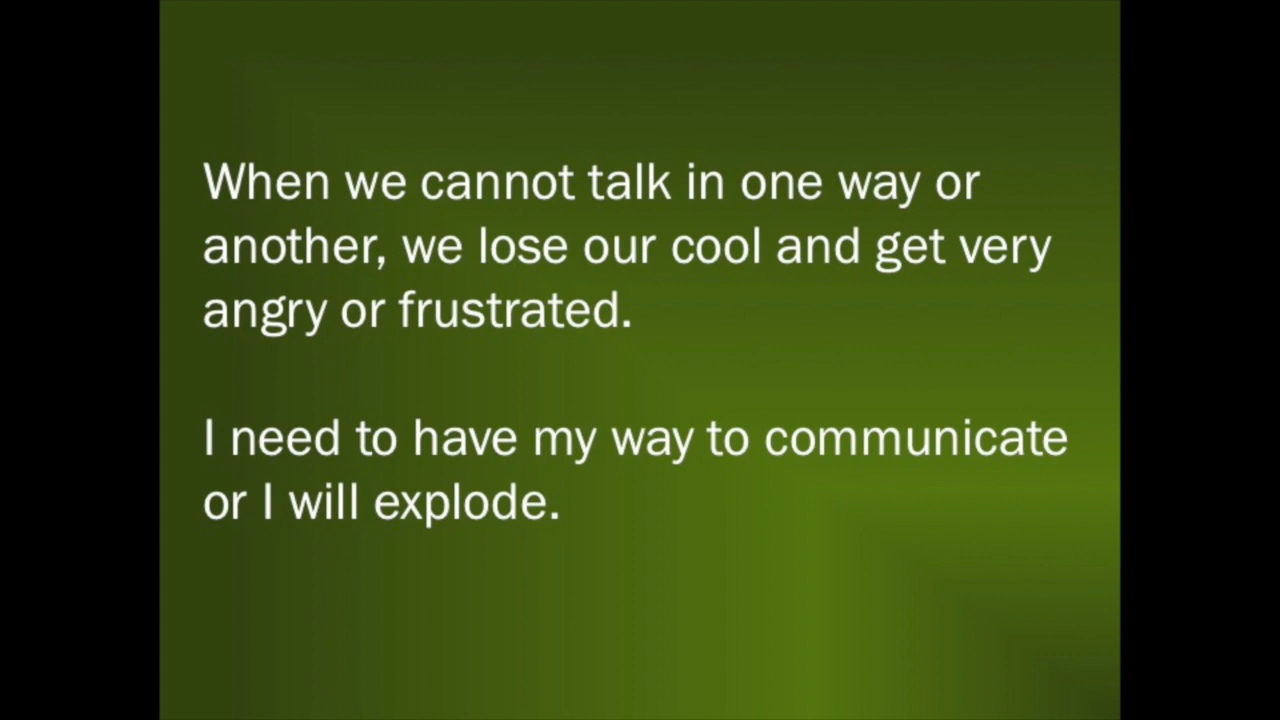 When we cannot talk in one way or
another, we lose our cool and get very
angry or frustrated.
I need to have my way to communicate
or I will explode.